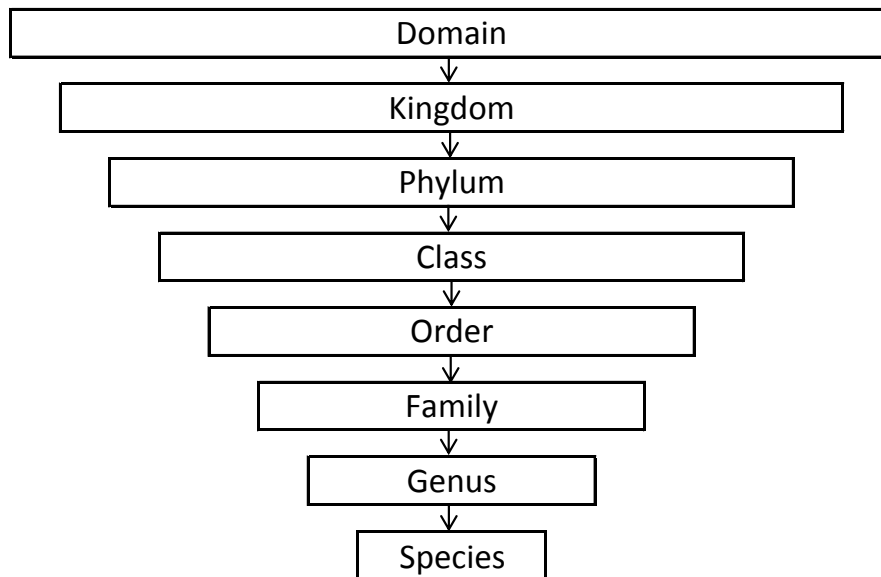 Domain
Kingdom
Phylum
Class
Order
Family
Genus
Species